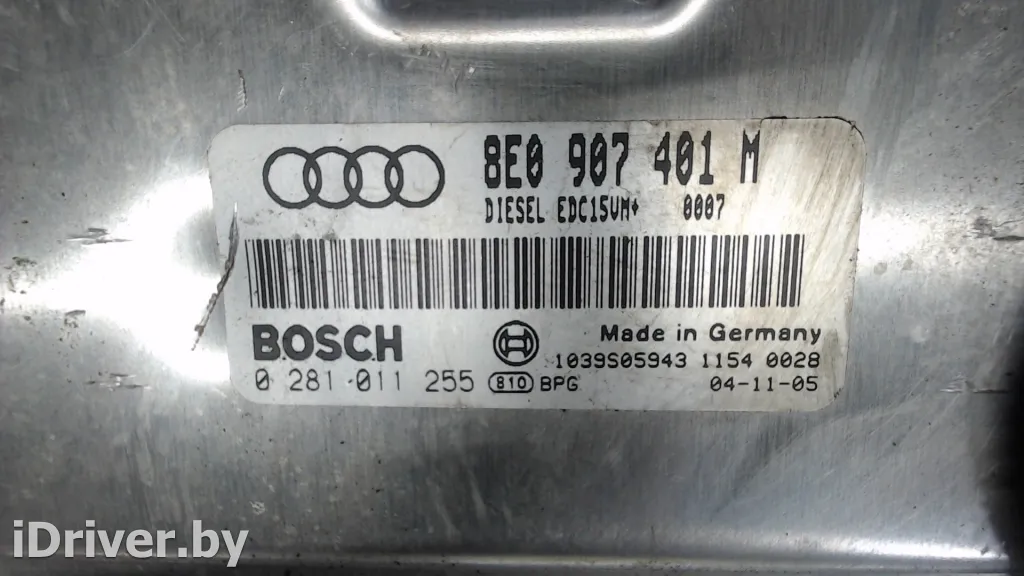 8E0 907 401 M
DIESEL EDC15VM+ 0007
BOSCH
Made in Germany
1039S05943 1154 0028
0 281 011 255 810 BPG 04-11-05
iDriver.by